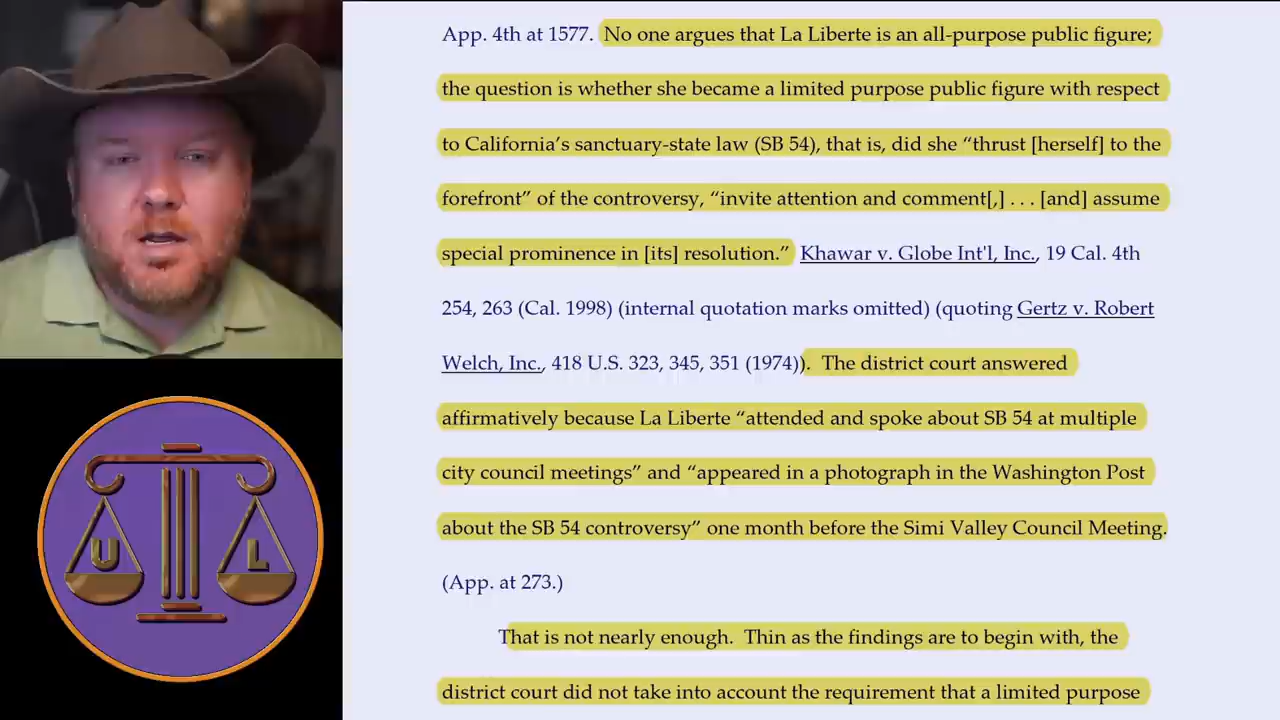 App. 4th at 1577. No one argues that La Liberte is an all-purpose public figure;
the question is whether she became a limited purpose public figure with respect
to California’s sanctuary-state law (SB 54), that is, did she “thrust [herself] to the
forefront” of the controversy, “invite attention and comment[,] . . . [and] assume
special prominence in [its] resolution.” Khawar v. Globe Int'l, Inc., 19 Cal. 4th
254, 263 (Cal. 1998) (internal quotation marks omitted) (quoting Gertz v. Robert
Welch, Inc., 418 U.S. 323, 345, 351 (1974)). The district court answered
affirmatively because La Liberte “attended and spoke about SB 54 at multiple
city council meetings” and “appeared in a photograph in the Washington Post
about the SB 54 controversy” one month before the Simi Valley Council Meeting.
(App. at 273.)
That is not nearly enough. Thin as the findings are to begin with, the
district court did not take into account the requirement that a limited purpose
U L